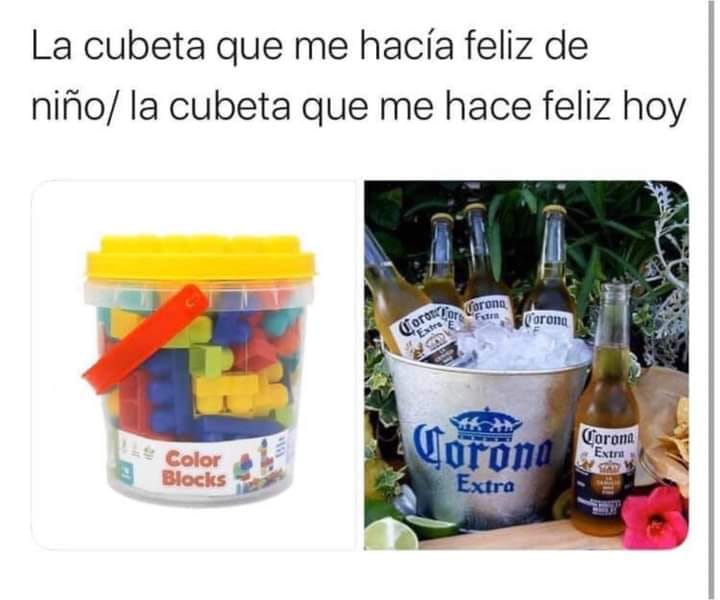 La cubeta que me hacía feliz de
niño/ la cubeta que me hace feliz hoy
Color
Blocks
Corona
Extra
Corona
Extra
Corona
Corona
Extra
Corona
Extra